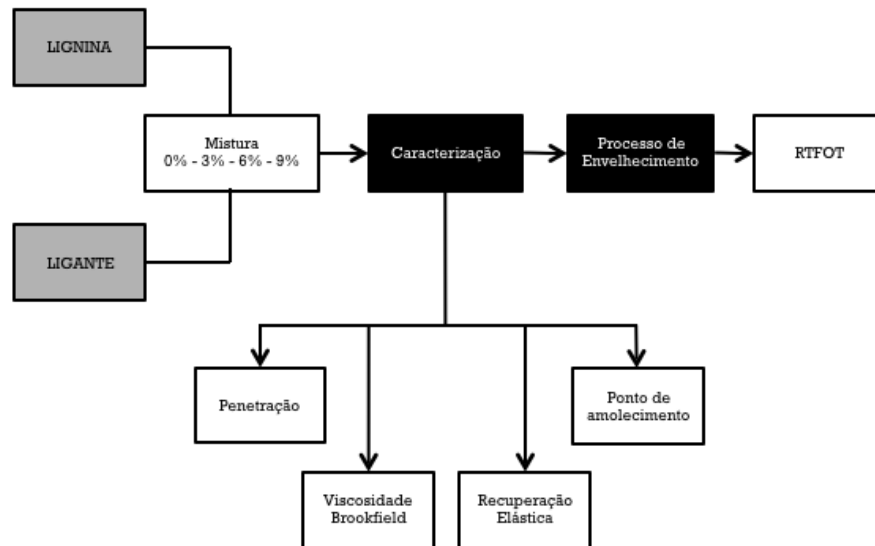 LIGNINA
Mistura
0% - 3% - 6% - 9%
Caracterização
Processo de
Envelhecimento
RTFOT
LIGANTE
Penetração
Ponto de
amolecimento
Viscosidade
Brookfield
Recuperação
Elástica